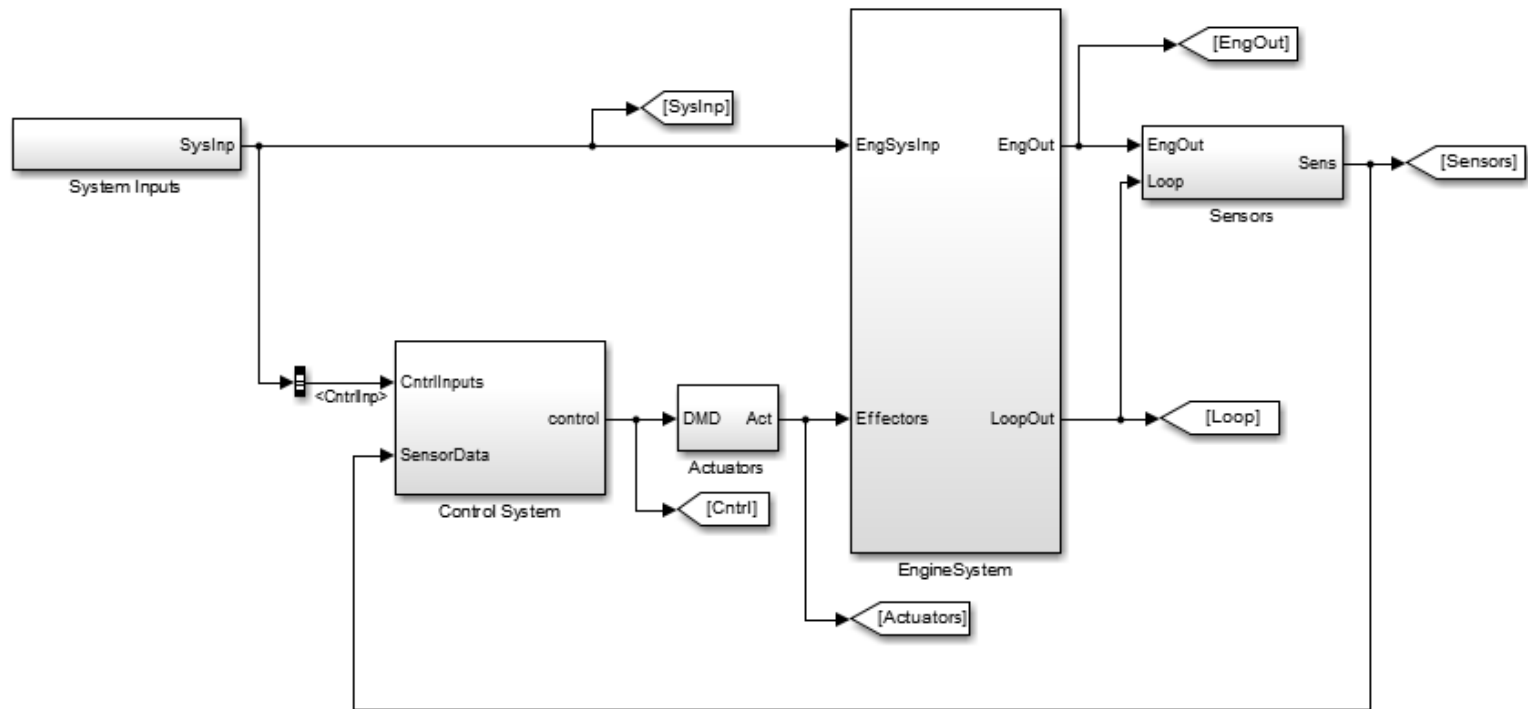 [EngOut]
[SysInp]
SysInp
System Inputs
EngSysInp
EngOut
EngOut
Loop
Sens
Sensors
[Sensors]
<CntrlInp>
CntrlInputs
control
SensorData
Control System
DMD
Act
Actuators
[Cntrl]
Effectors
LoopOut
[Loop]
EngineSystem
[Actuators]